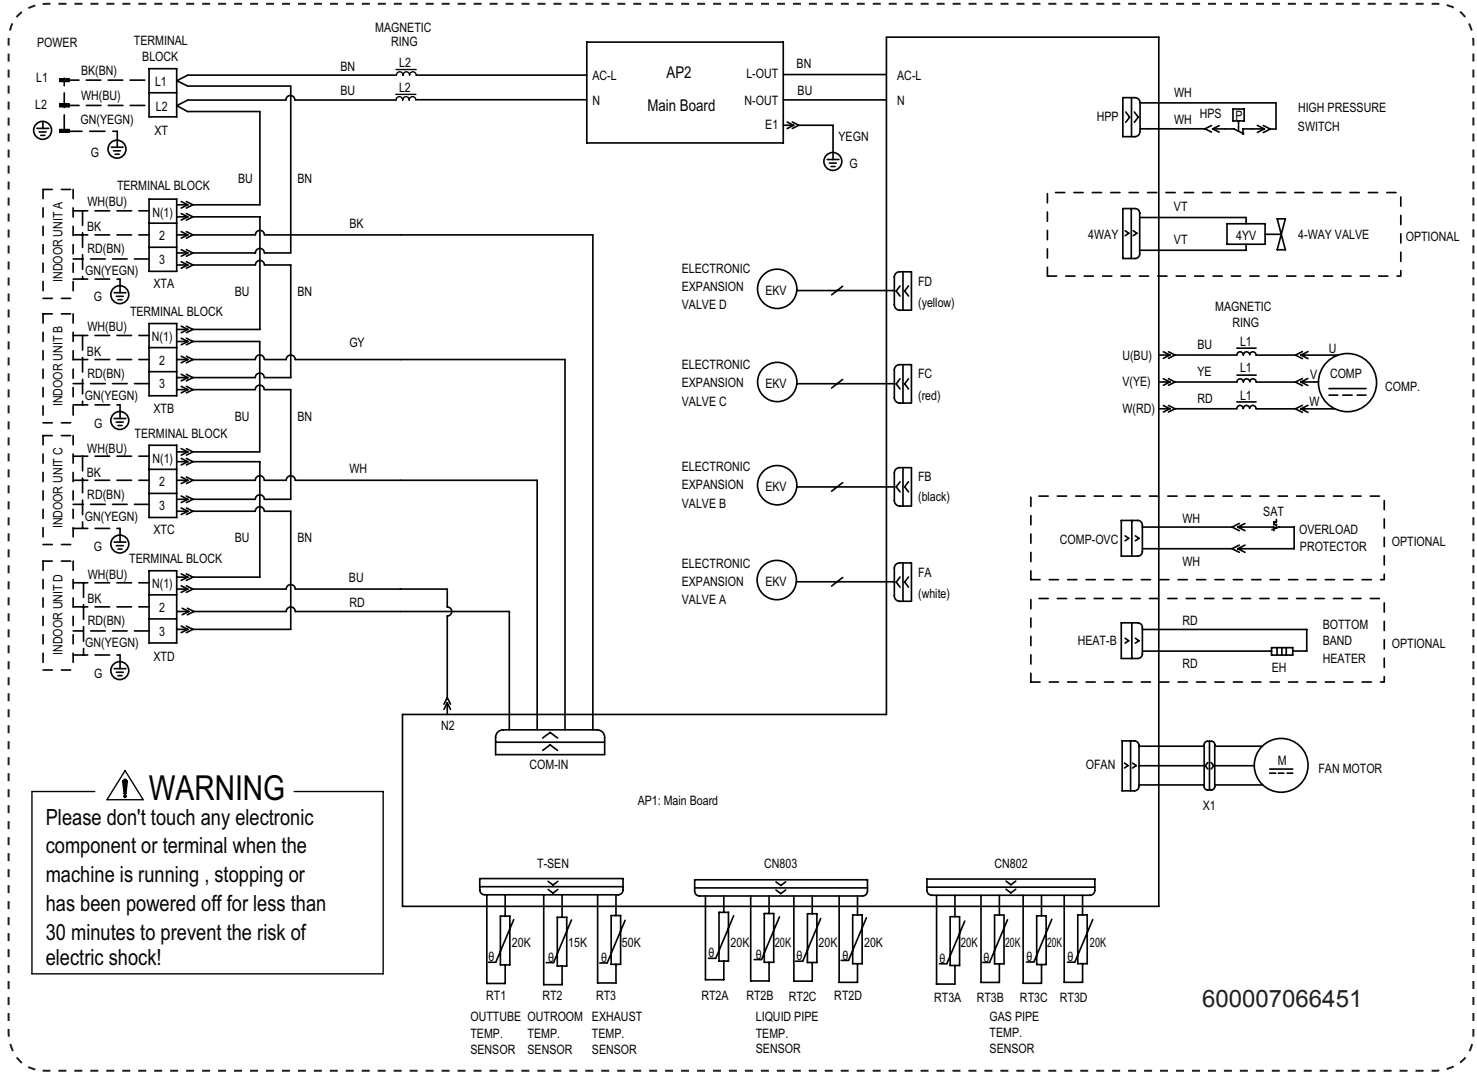 POWER
TERMINAL
BLOCK
MAGNETIC
RING
L1
BK(BN)
L1
L2
WH(BU)
L2
GN(YEGN)
XT
G
BN
L2
BU
L2
AC-L
AP2
L-OUT
N
Main Board
N-OUT
E1
BN
BU
YEGN
G
AC-L
N
BU
BN
TERMINAL BLOCK
INDOOR UNIT A
WH(BU)
N(1)
BK
2
RD(BN)
3
GN(YEGN)
G
XTA
BK
BU
BN
TERMINAL BLOCK
INDOOR UNIT B
WH(BU)
N(1)
BK
2
RD(BN)
3
GN(YEGN)
G
XTB
GY
BU
BN
TERMINAL BLOCK
INDOOR UNIT C
WH(BU)
N(1)
BK
2
RD(BN)
3
GN(YEGN)
G
XTC
WH
BU
BN
TERMINAL BLOCK
INDOOR UNIT D
WH(BU)
N(1)
BK
2
RD(BN)
3
GN(YEGN)
G
XTD
BU
RD
N2
COM-IN
ELECTRONIC
EXPANSION
VALVE D
EKV
FD
(yellow)
ELECTRONIC
EXPANSION
VALVE C
EKV
FC
(red)
ELECTRONIC
EXPANSION
VALVE B
EKV
FB
(black)
ELECTRONIC
EXPANSION
VALVE A
EKV
FA
(white)
HPP
WH
WH
HPS
P
HIGH PRESSURE
SWITCH
4WAY
VT
VT
4YV
4-WAY VALVE
OPTIONAL
MAGNETIC
RING
U(BU)
BU
L1
U
V(YE)
YE
L1
V
W(RD)
RD
L1
W
COMP
COMP.
COMP-OVC
WH
WH
SAT
OVERLOAD
PROTECTOR
OPTIONAL
HEAT-B
RD
RD
EH
BOTTOM
BAND
HEATER
OPTIONAL
OFAN
X1
M
FAN MOTOR
AP1: Main Board
WARNING
Please don't touch any electronic
component or terminal when the
machine is running , stopping or
has been powered off for less than
30 minutes to prevent the risk of
electric shock!
T-SEN
CN803
CN802
θ
20K
θ
15K
θ
50K
θ
20K
θ
20K
θ
20K
θ
20K
θ
20K
θ
20K
θ
20K
θ
20K
RT1
RT2
RT3
RT2A
RT2B
RT2C
RT2D
RT3A
RT3B
RT3C
RT3D
OUTTUBE
TEMP.
SENSOR
OUTROOM
TEMP.
SENSOR
EXHAUST
TEMP.
SENSOR
LIQUID PIPE
TEMP.
SENSOR
GAS PIPE
TEMP.
SENSOR
600007066451